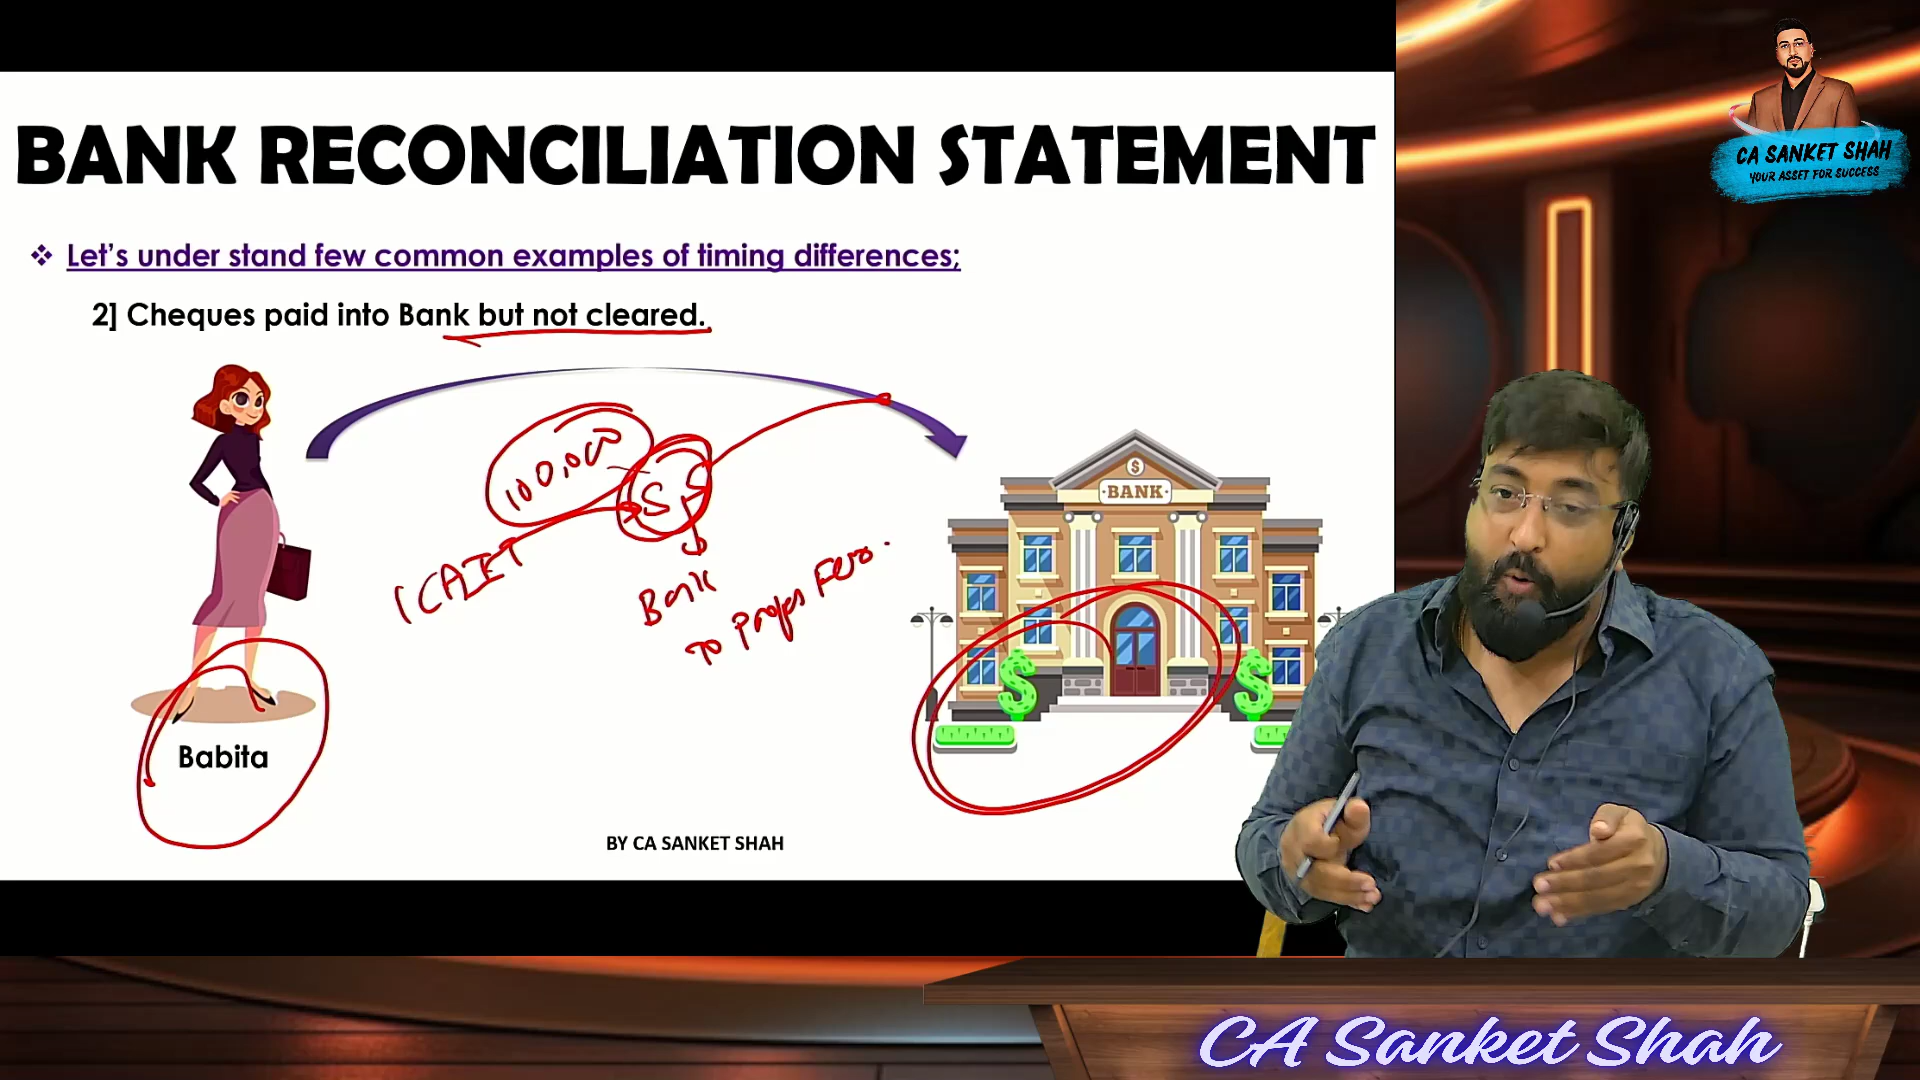 BANK RECONCILIATION STATEMENT
CA SANKET SHAH
YOUR ASSET FOR SUCCESS
Let's under stand few common examples of timing differences;
2] Cheques paid into Bank but not cleared.
100,000
SS
BANK
Bank
To
Babita
BY CA SANKET SHAH
CA Sanket Shah